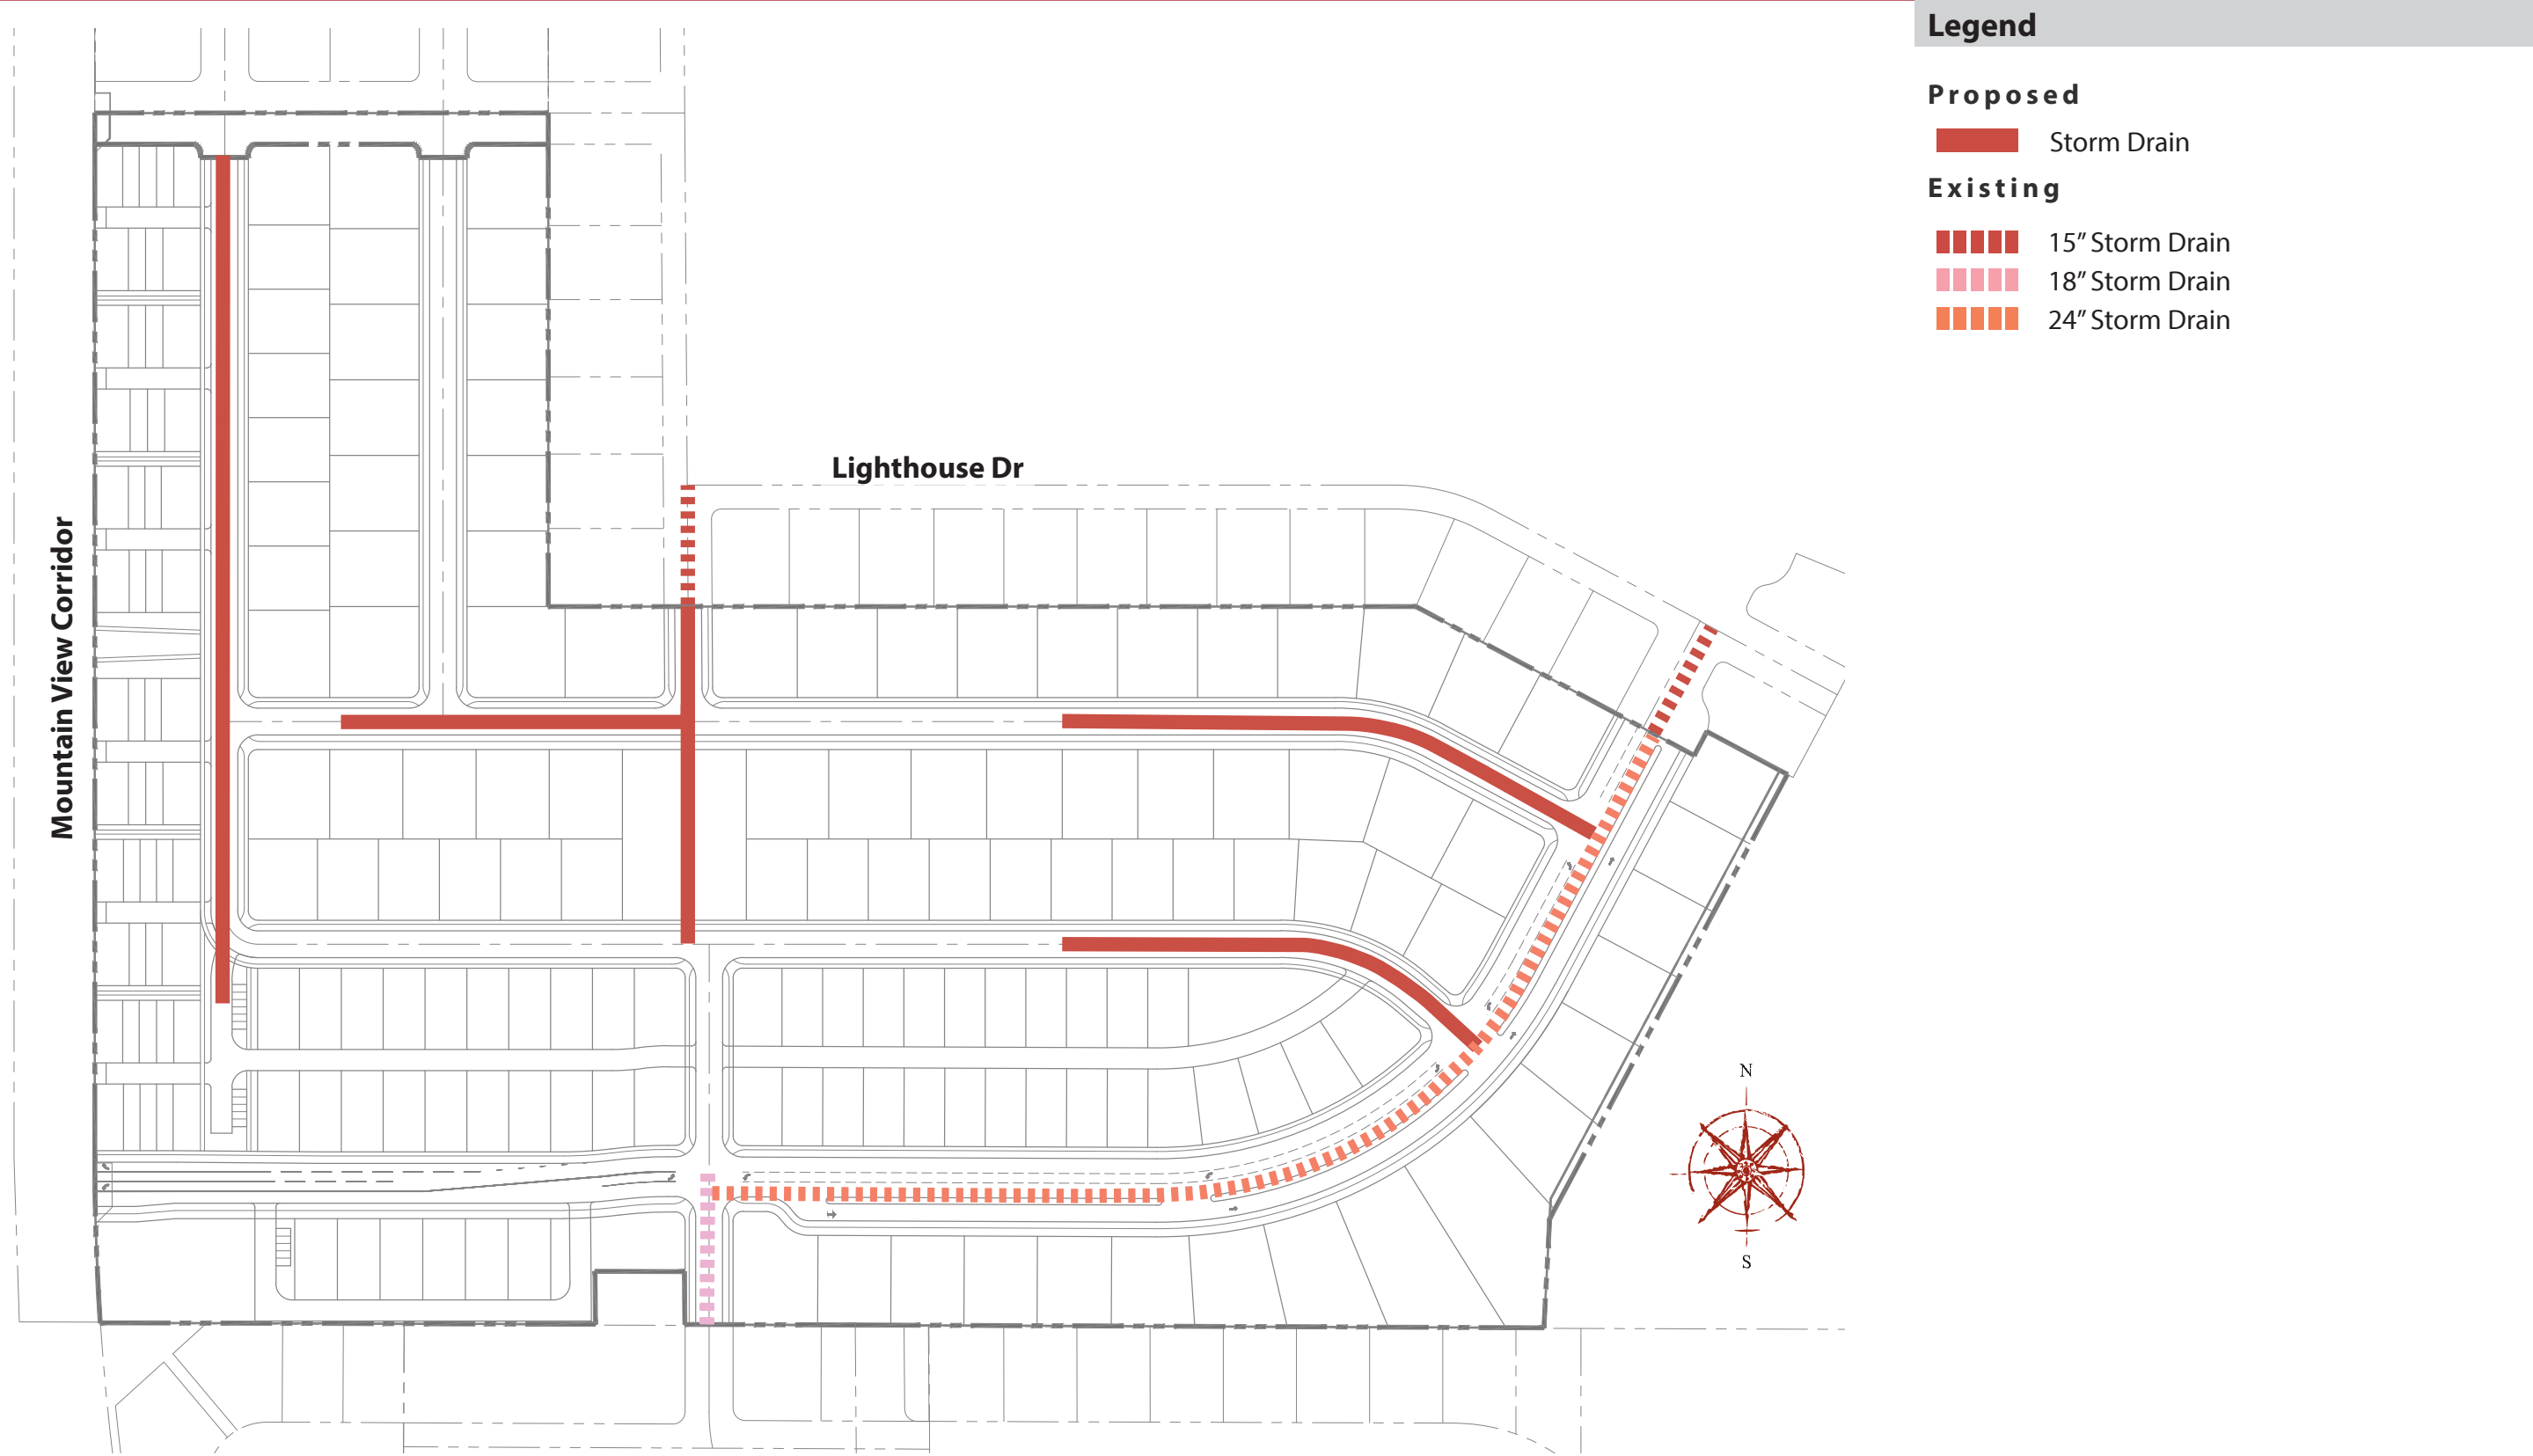 Legend
Proposed
Storm Drain
Existing
15” Storm Drain
18” Storm Drain
24” Storm Drain
Lighthouse Dr
Mountain View Corridor
N
S